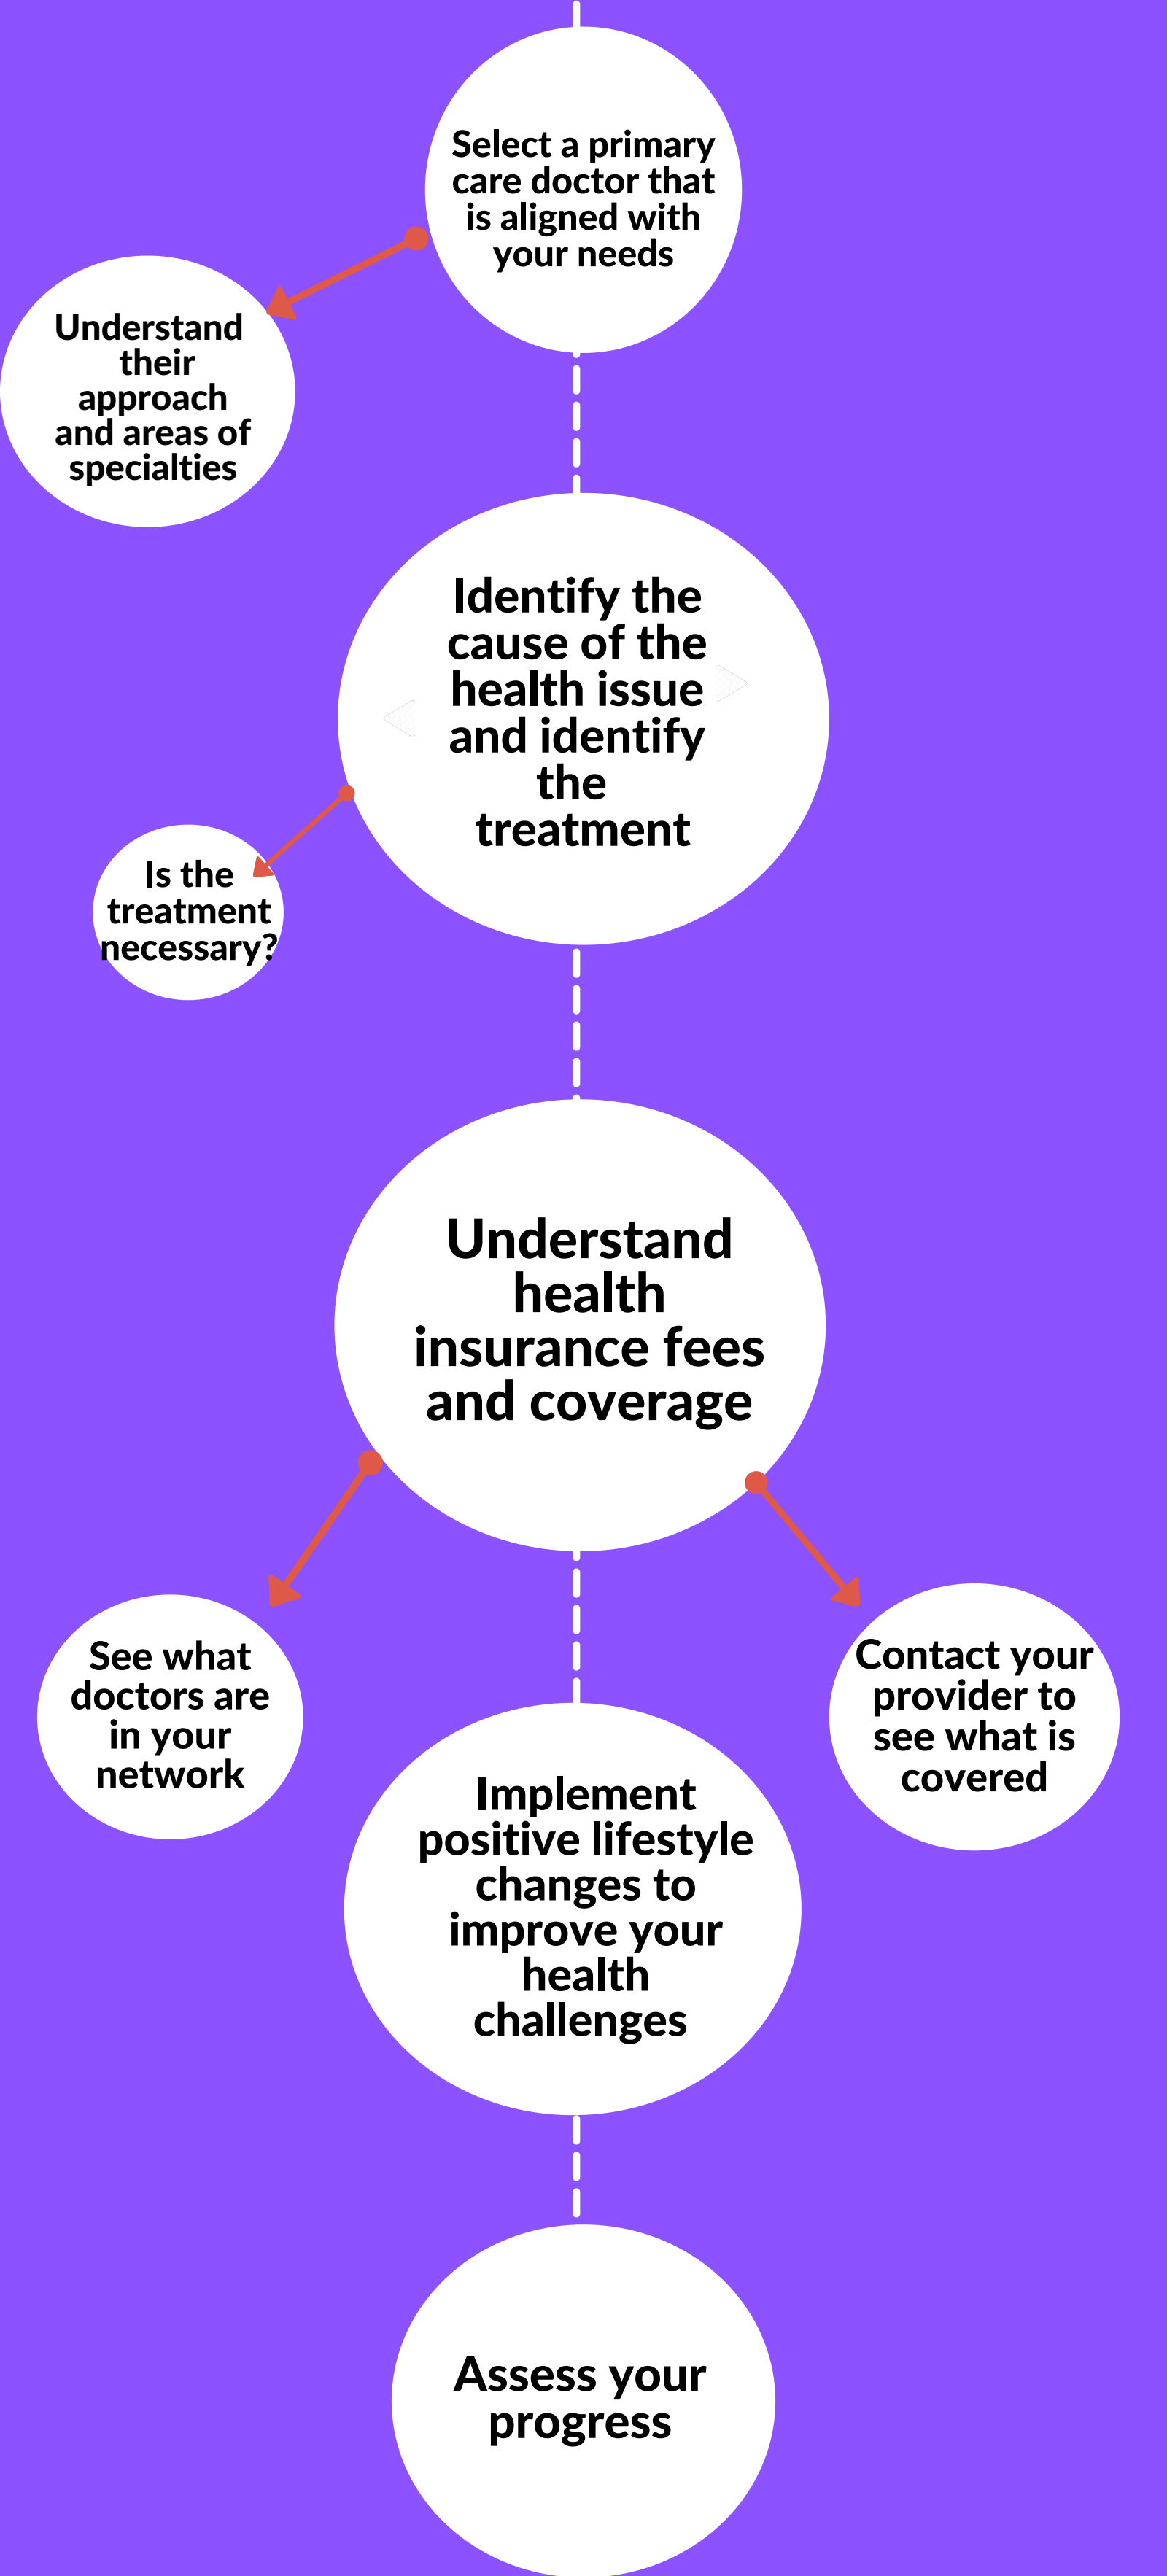 Select a primary
care doctor that
is aligned with
your needs
Understand
their
approach
and areas of
specialties
Identify the
cause of the
health issue
and identify
the
treatment
Is the
treatment
necessary?
Understand
health
insurance fees
and coverage
See what
doctors are
in your
network
Contact your
provider to
see what is
covered
Implement
positive lifestyle
changes to
improve your
health
challenges
Assess your
progress